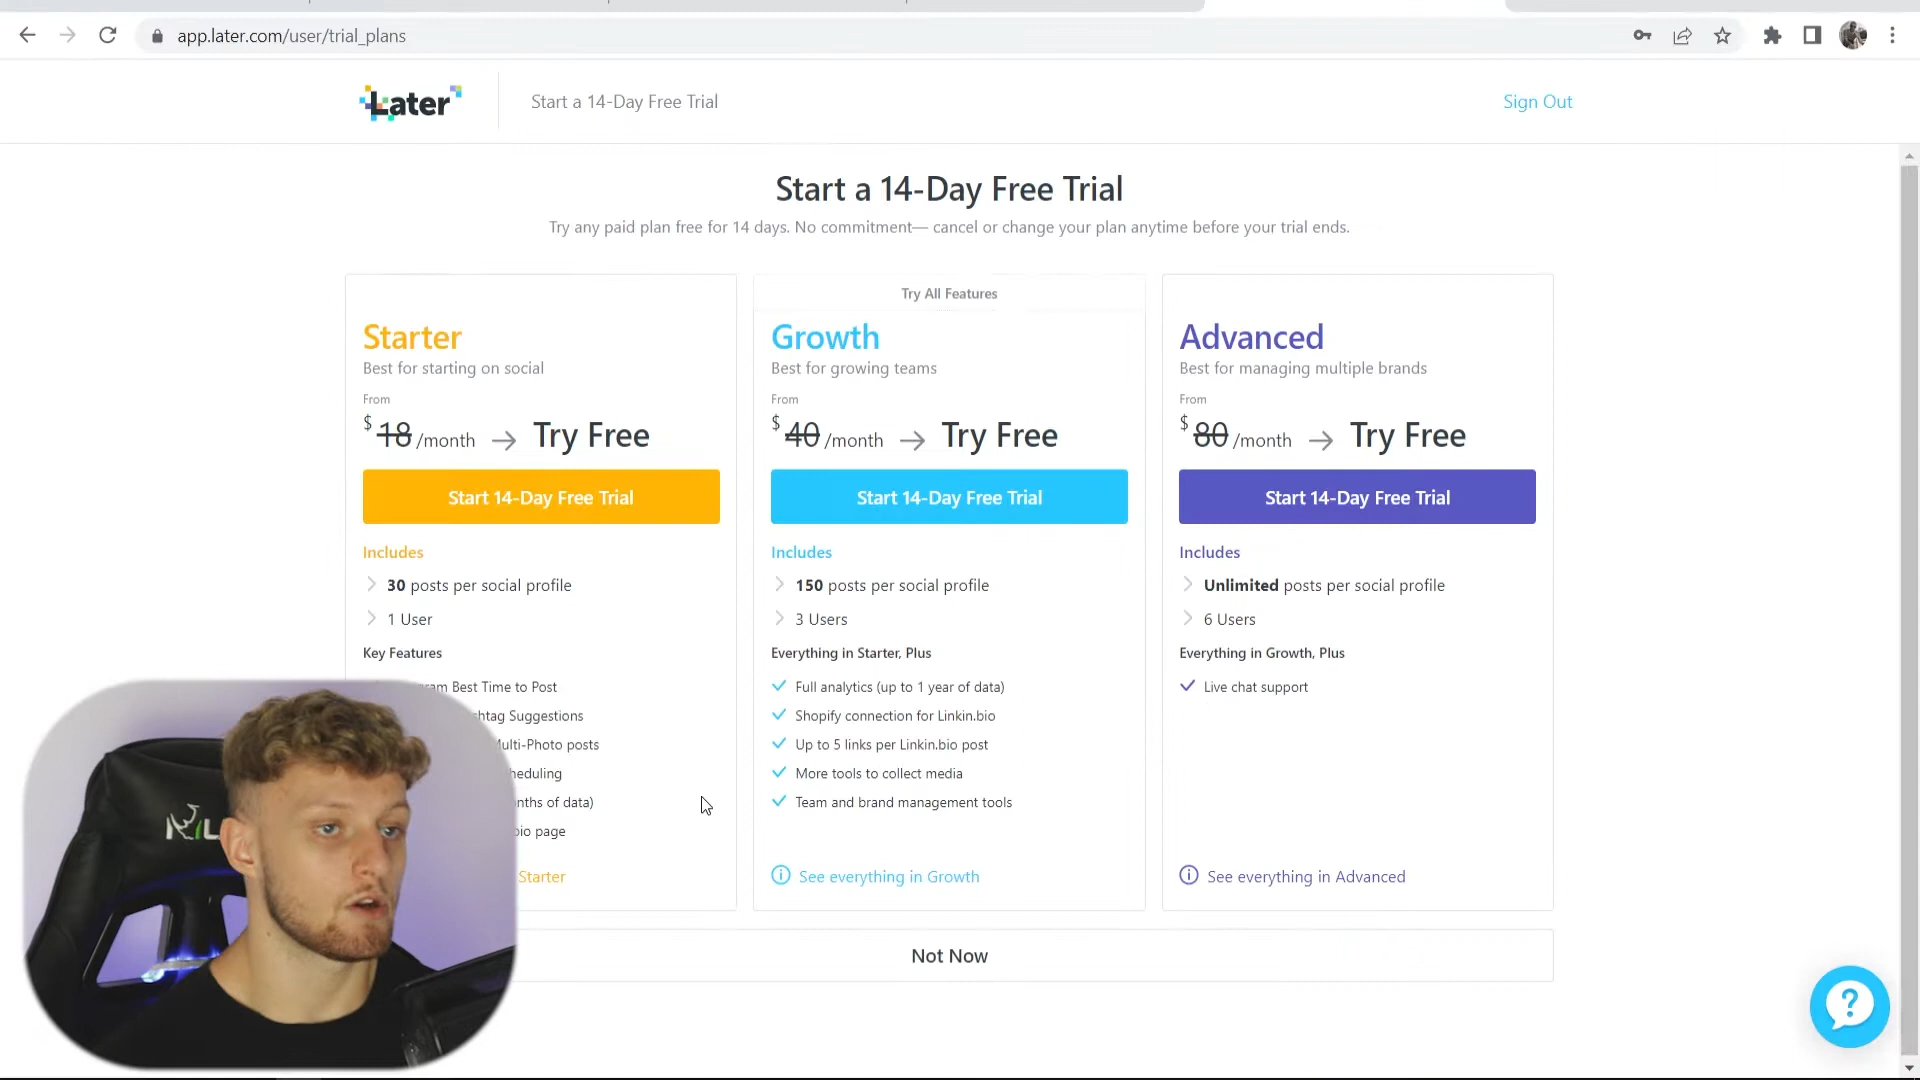 app.later.com/user/trial_plans
Later
Start a 14-Day Free Trial
Sign Out
Start a 14-Day Free Trial
Try any paid plan free for 14 days. No commitment— cancel or change your plan anytime before your trial ends.
Starter
Best for starting on social
From
$ 18 /month → Try Free
Start 14-Day Free Trial
Includes
30 posts per social profile
1 User
Key Features
Best Time to Post
Suggestions
Multi-Photo posts
of data)
page
Starter
Try All Features
Growth
Best for growing teams
From
$ 40 /month → Try Free
Start 14-Day Free Trial
Includes
150 posts per social profile
3 Users
Everything in Starter, Plus
Full analytics (up to 1 year of data)
Shopify connection for Linkin.bio
Up to 5 links per Linkin.bio post
More tools to collect media
Team and brand management tools
See everything in Growth
Advanced
Best for managing multiple brands
From
$ 80 /month → Try Free
Start 14-Day Free Trial
Includes
Unlimited posts per social profile
6 Users
Everything in Growth, Plus
Live chat support
See everything in Advanced
Not Now